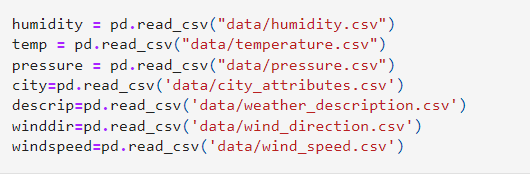 humidity = pd.read_csv("data/humidity.csv")
temp = pd.read_csv("data/temperature.csv")
pressure = pd.read_csv("data/pressure.csv")
city=pd.read_csv('data/city_attributes.csv')
descrip=pd.read_csv('data/weather_description.csv')
winddir=pd.read_csv('data/wind_direction.csv')
windspeed=pd.read_csv('data/wind_speed.csv')